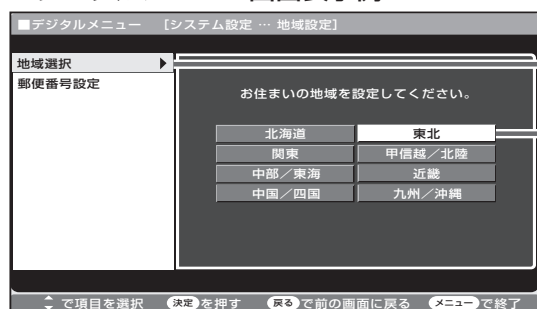 ■デジタルメニュー [システム設定 … 地域設定]
地域選択 ▶
郵便番号設定
お住まいの地域を設定してください。
北海道 東北
関東 甲信越／北陸
中部／東海 近畿
中国／四国 九州／沖縄
で項目を選択 決定を押す 戻るで前の画面に戻る メニューで終了